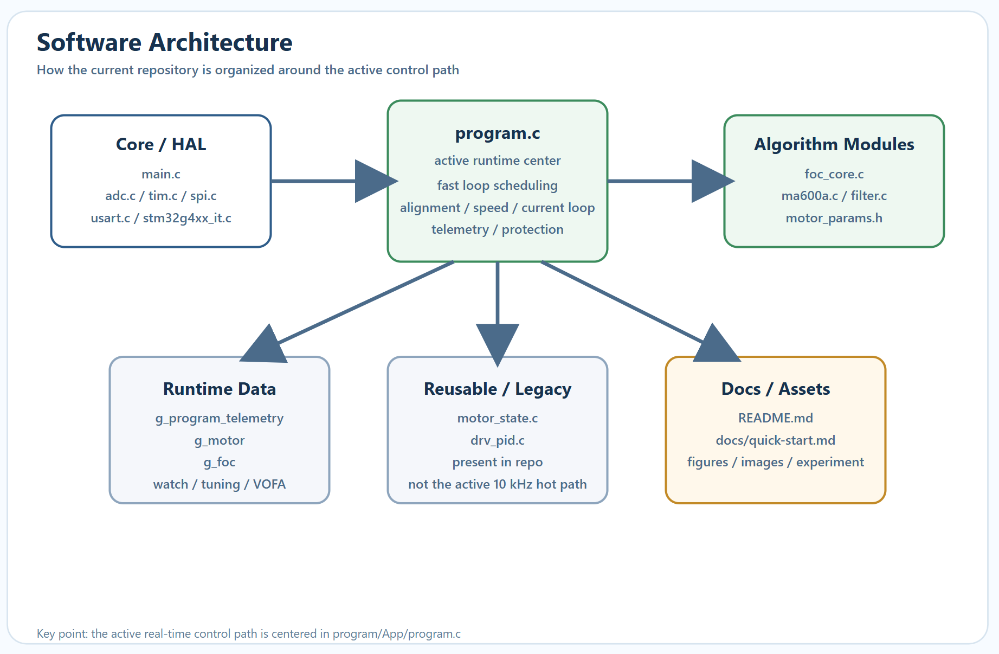 Software Architecture
How the current repository is organized around the active control path
Core / HAL
main.c
adc.c / tim.c / spi.c
usart.c / stm32g4xx_it.c
program.c
active runtime center
fast loop scheduling
alignment / speed / current loop
telemetry / protection
Algorithm Modules
foc_core.c
ma600a.c / filter.c
motor_params.h
Runtime Data
g_program_telemetry
g_motor
g_foc
watch / tuning / VOFA
Reusable / Legacy
motor_state.c
drv_pid.c
present in repo
not the active 10 kHz hot path
Docs / Assets
README.md
docs/quick-start.md
figures / images / experiment
Key point: the active real-time control path is centered in program/App/program.c